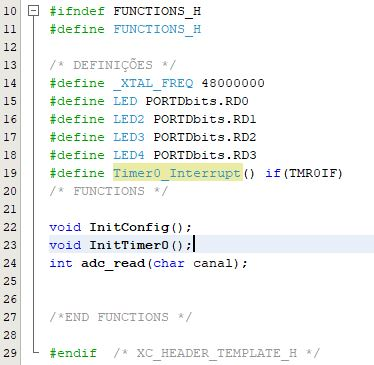 10 #ifndef FUNCTIONS_H
11 #define FUNCTIONS_H
12
13 /* DEFINIÇÕES */
14 #define _XTAL_FREQ 48000000
15 #define LED PORTDbits.RD0
16 #define LED2 PORTDbits.RD1
17 #define LED3 PORTDbits.RD2
18 #define LED4 PORTDbits.RD3
19 #define Timer0_Interrupt() if(TMR0IF)
20 /* FUNCTIONS */
21
22 void InitConfig();
23 void InitTimer0();
24 int adc_read(char canal);
25
26
27 /*END FUNCTIONS */
28
29 #endif /* XC_HEADER_TEMPLATE_H */